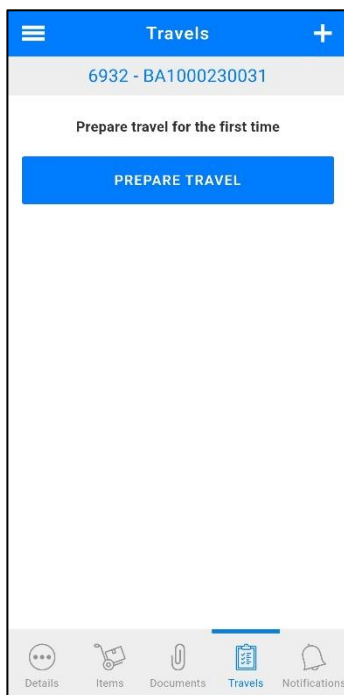 Travels
6932 - BA1000230031
Prepare travel for the first time
PREPARE TRAVEL
Details Items Documents Travels Notifications